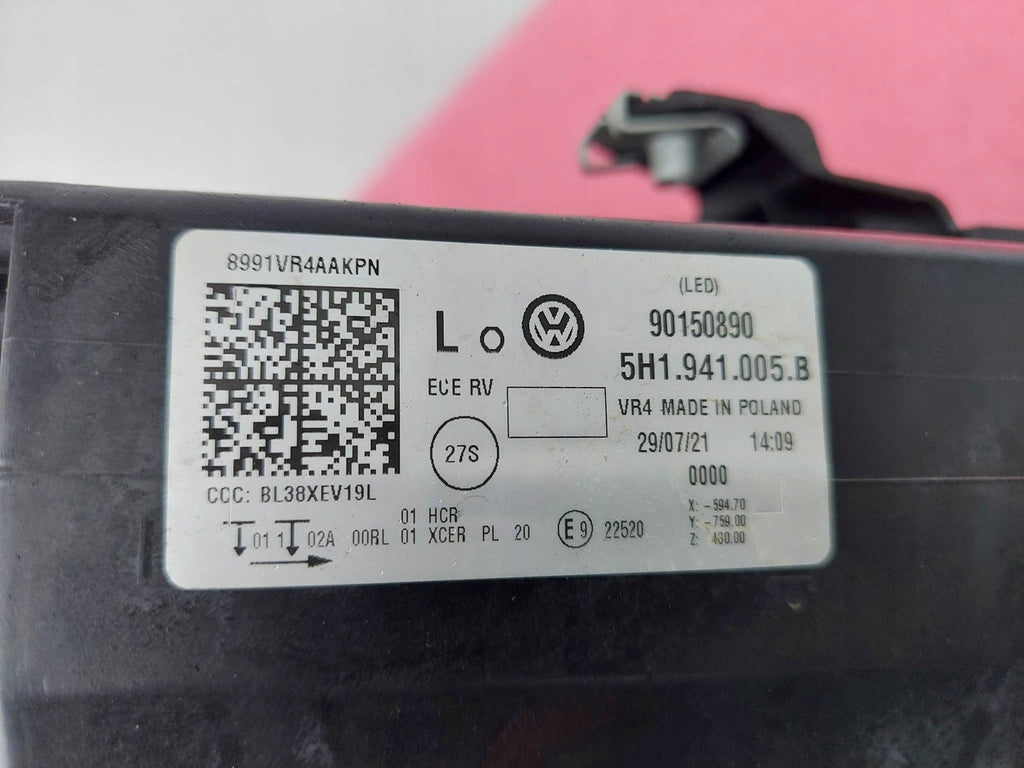 8991VR4AAKPN
L o
(LED)
90150890
5H1.941.005.B
ECE RV
VR4 MADE IN POLAND
27S
29/07/21 14:09
0000
CCC: BL38XEV19L
X: -594.70
Y: -759.00
Z: 430.00
01 HCR
01 1 02A 00RL 01 XCER PL 20 E9 22520